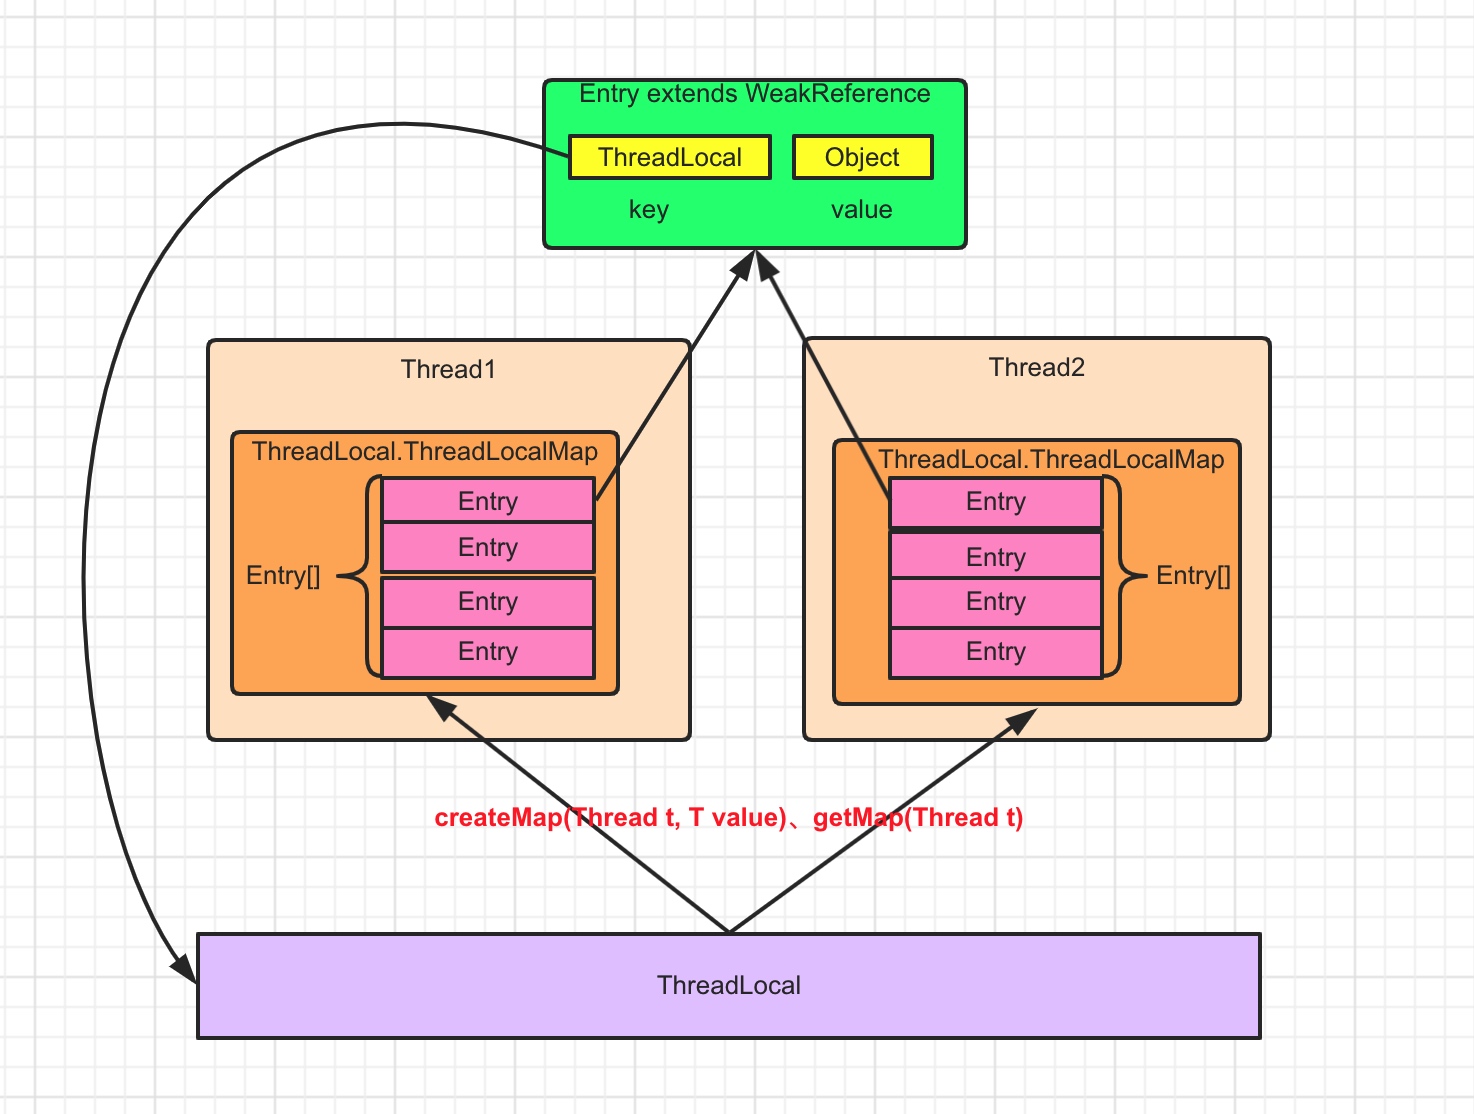 Entry extends WeakReference
ThreadLocal
Object
key
value
Thread1
ThreadLocal.ThreadLocalMap
Entry[]
Entry
Entry
Entry
Entry
Thread2
ThreadLocal.ThreadLocalMap
Entry
Entry
Entry
Entry
Entry[]
createMap(Thread t, T value)、getMap(Thread t)
ThreadLocal